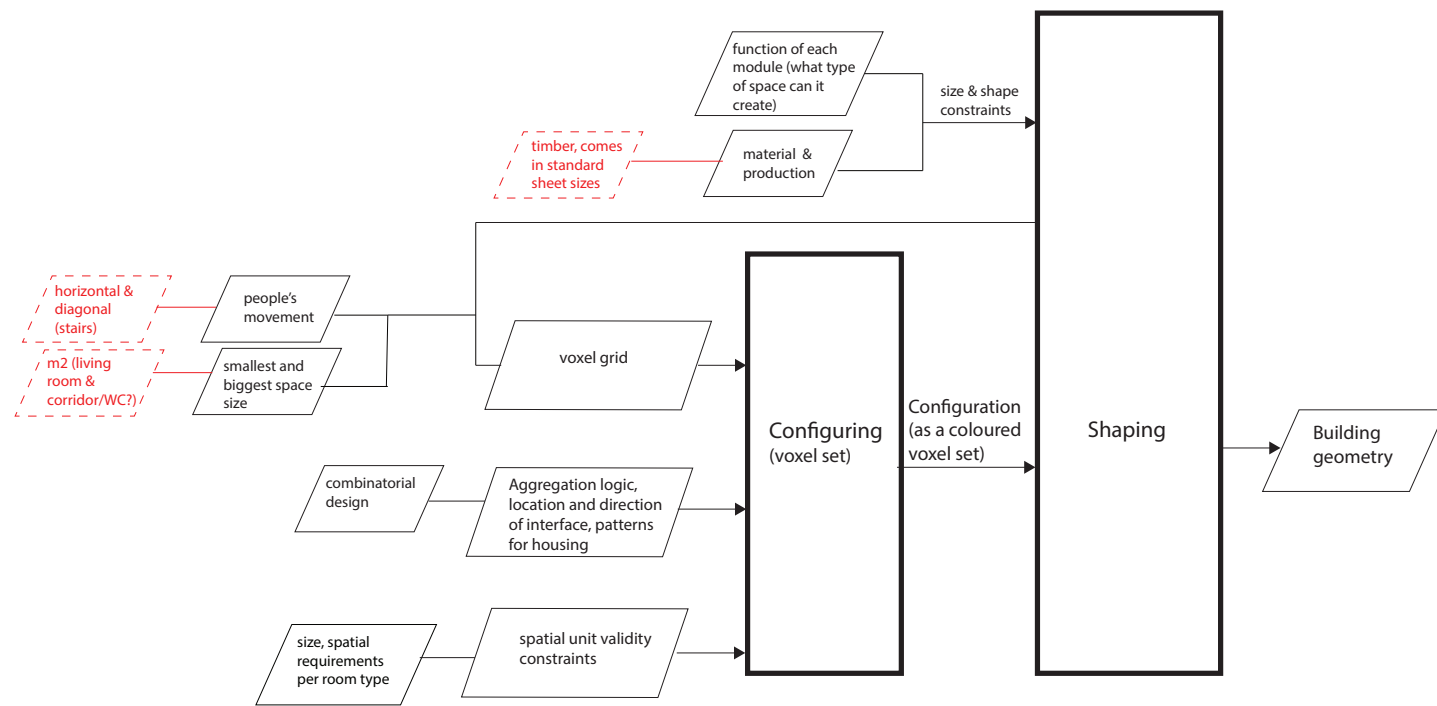 function of each
module (what type
of space can it
create)
size & shape
constraints
timber, comes
in standard
sheet sizes
material &
production
horizontal &
diagonal
(stairs)
people's
movement
m2 (living
room &
corridor/WC?)
smallest and
biggest space
size
voxel grid
Configuring
(voxel set)
Configuration
(as a coloured
voxel set)
Shaping
Building
geometry
combinatorial
design
Aggregation logic,
location and direction
of interface, patterns
for housing
size, spatial
requirements
per room type
spatial unit validity
constraints